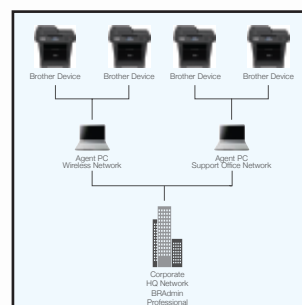 Brother Device Brother Device Brother Device Brother Device
Agent PC
Wireless Network
Agent PC
Support Office Network
Corporate
HQ Network
BRAdmin
Professional